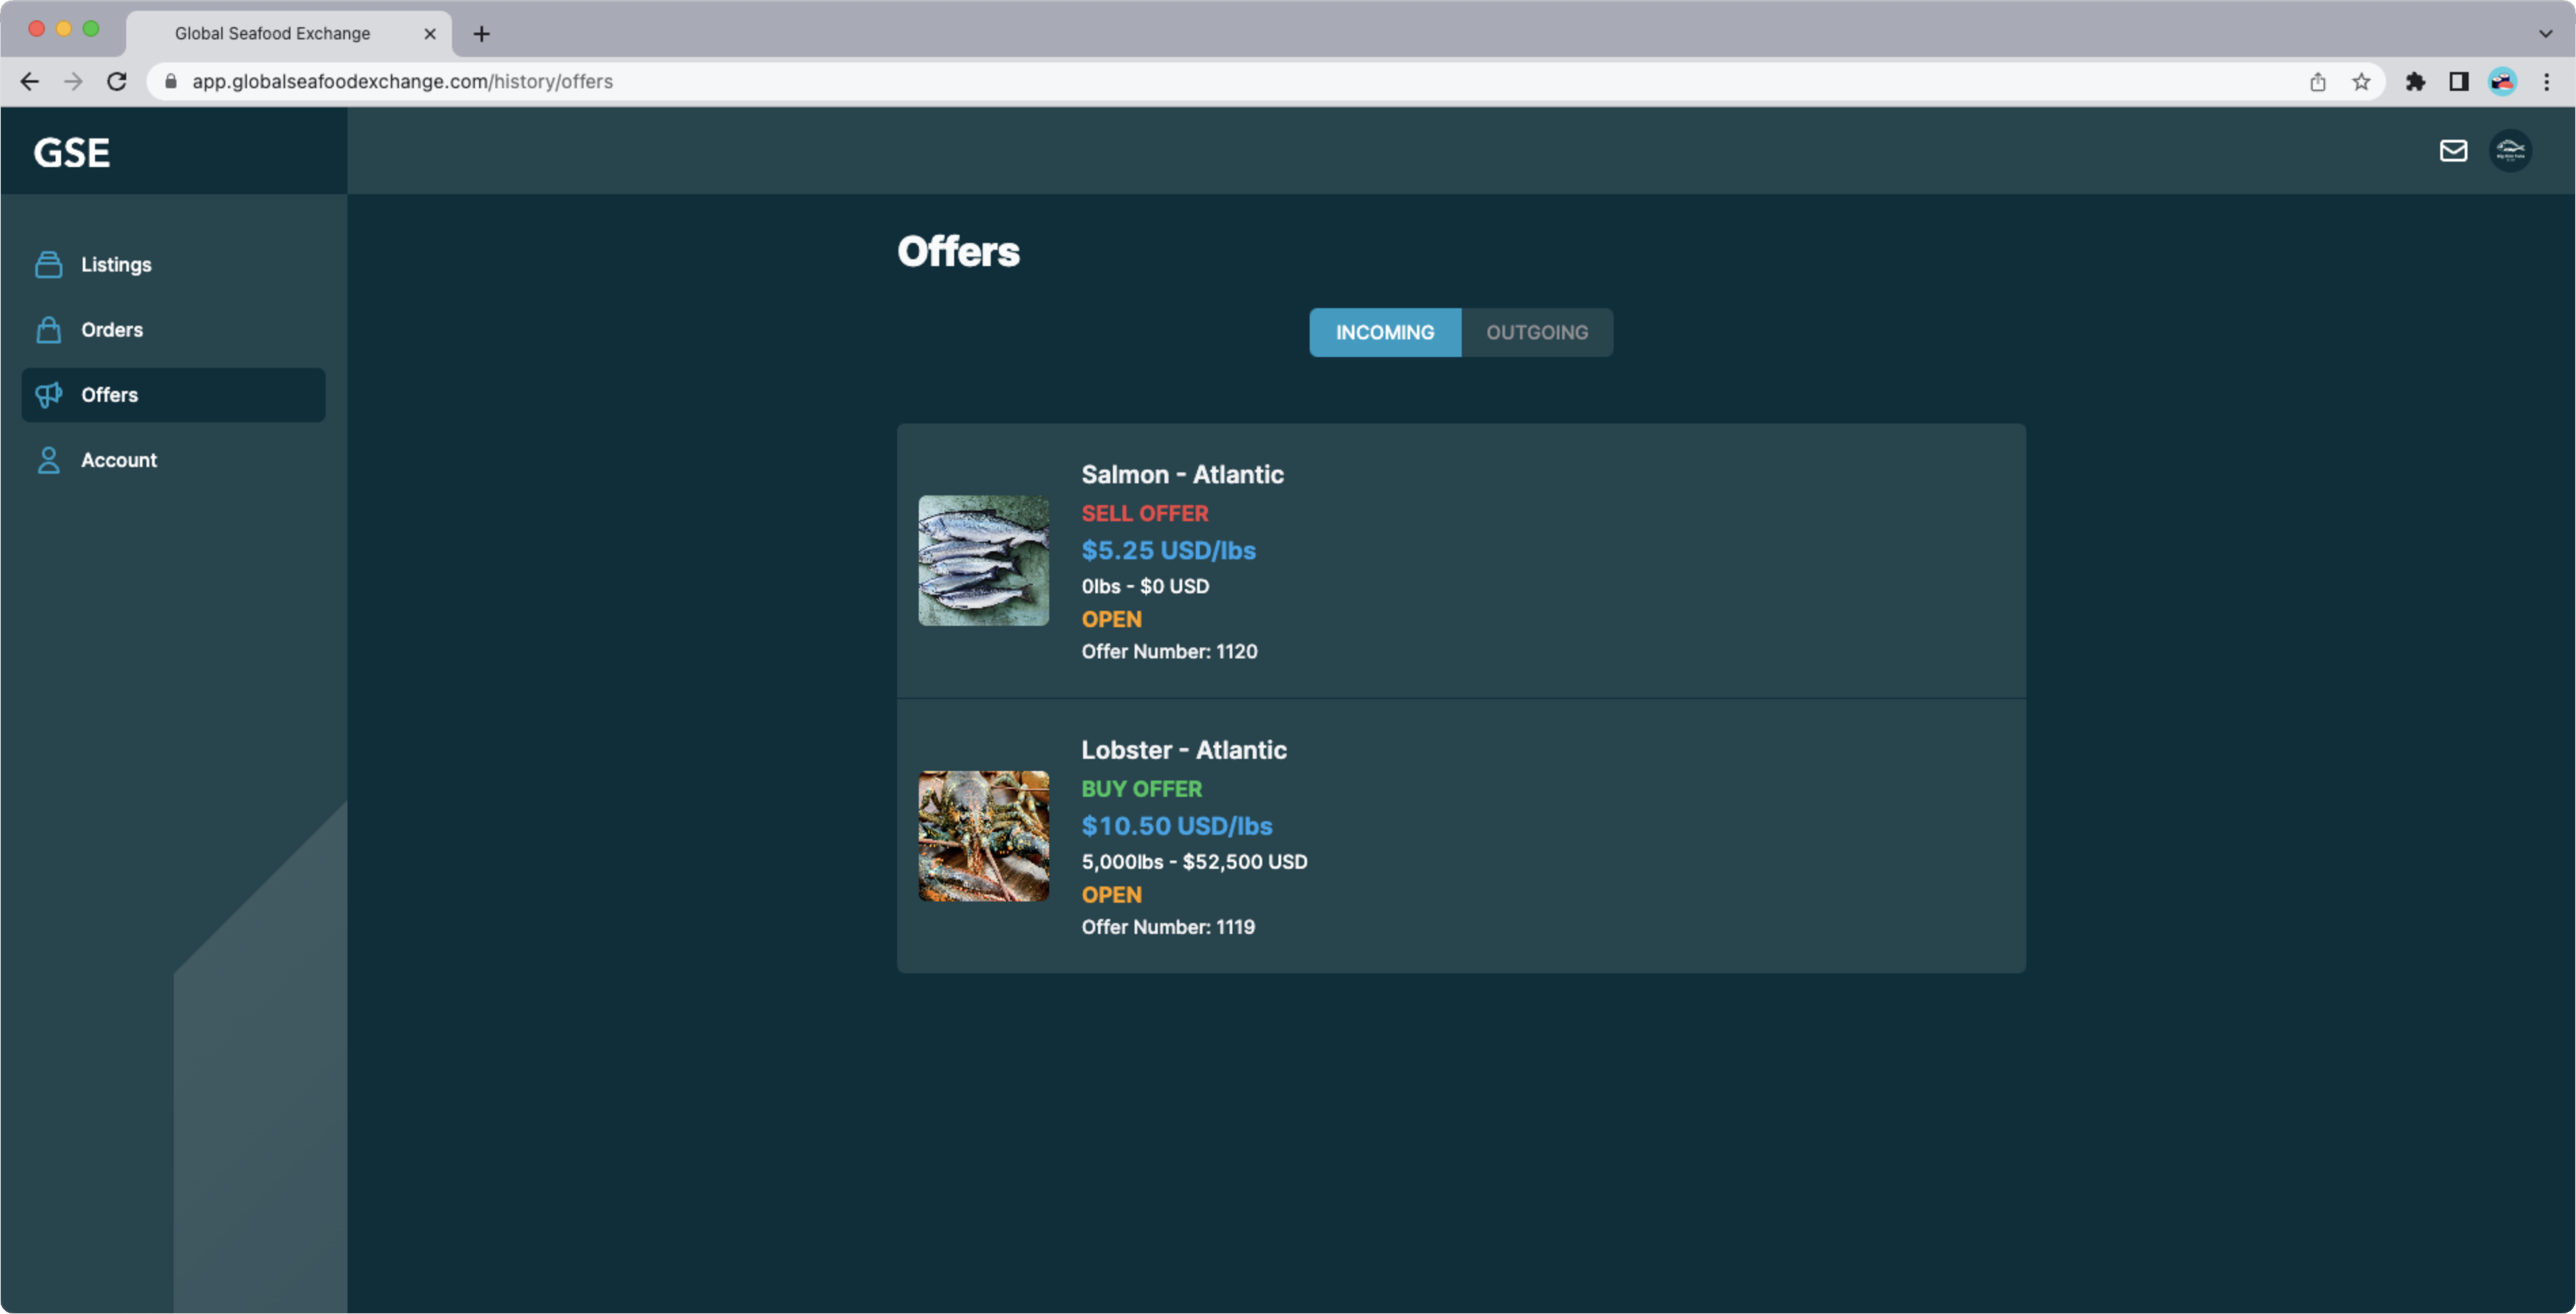 Global Seafood Exchange
app.globalseafoodexchange.com/history/offers
GSE
Listings
Orders
Offers
Account
Offers
INCOMING
OUTGOING
Salmon - Atlantic
SELL OFFER
$5.25 USD/lbs
0lbs - $0 USD
OPEN
Offer Number: 1120
Lobster - Atlantic
BUY OFFER
$10.50 USD/lbs
5,000lbs - $52,500 USD
OPEN
Offer Number: 1119